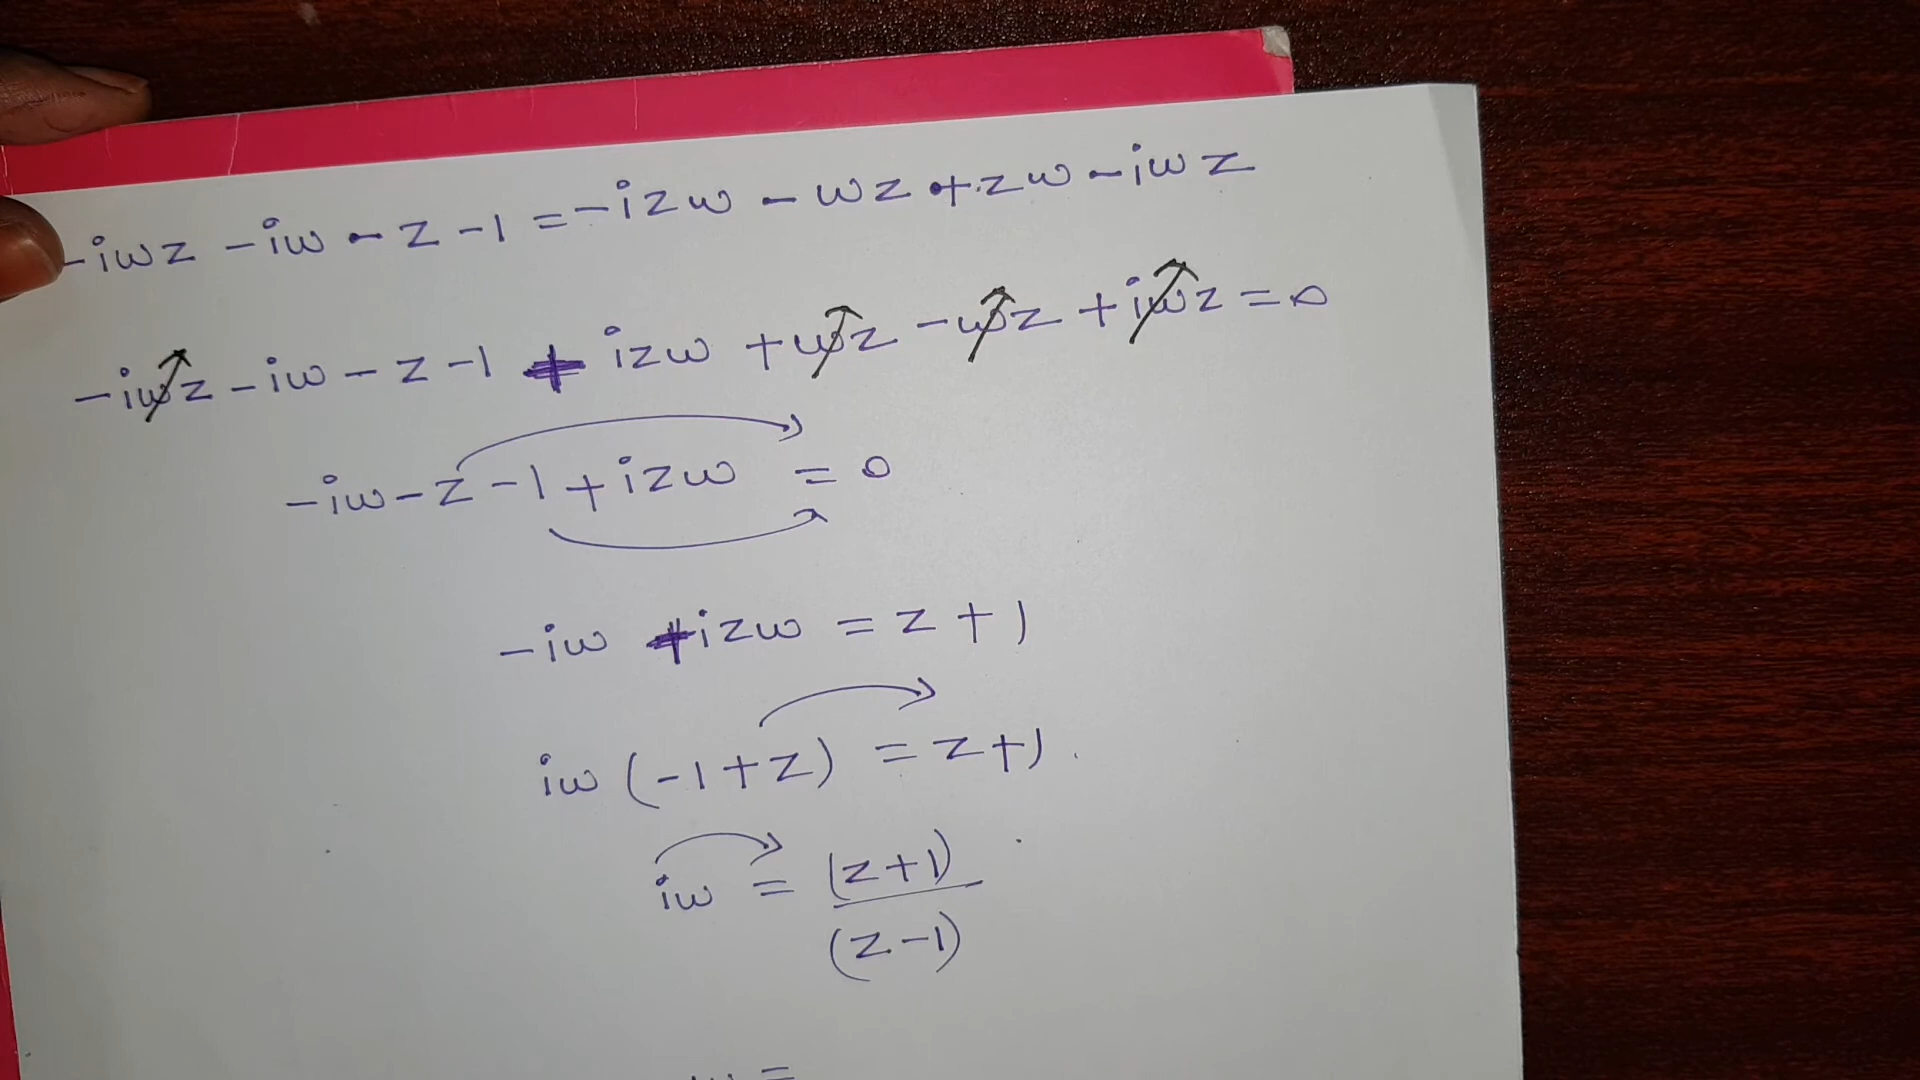 -iwz - iw - z - 1 = -izw - wz + zw - iwz
-iwz - iw - z - 1 + izw + wz - wz + iwz = 0
-iw - z - 1 + izw = 0
-iw + izw = z + 1
iw (-1 + z) = z + 1
iw = (z+1)
(z-1)